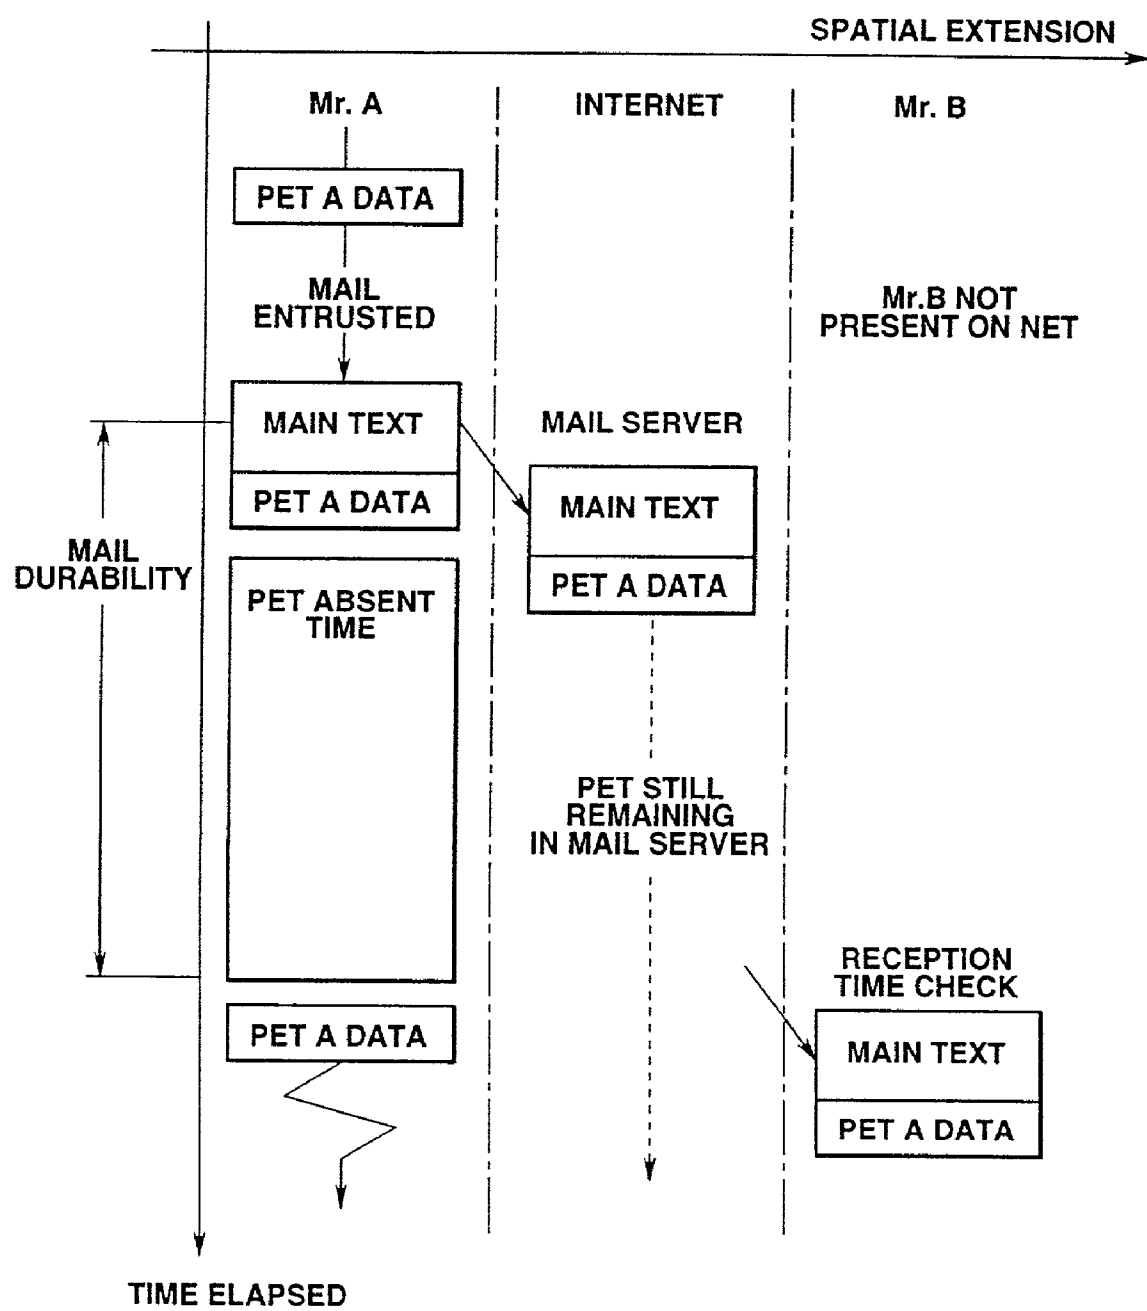 SPATIAL EXTENSION
Mr. A
INTERNET
Mr. B
PET A DATA
MAIL
ENTRUSTED
Mr.B NOT
PRESENT ON NET
MAIN TEXT
PET A DATA
MAIL SERVER
MAIN TEXT
PET A DATA
MAIL
DURABILITY
PET ABSENT
TIME
PET STILL
REMAINING
IN MAIL SERVER
RECEPTION
TIME CHECK
MAIN TEXT
PET A DATA
PET A DATA
TIME ELAPSED